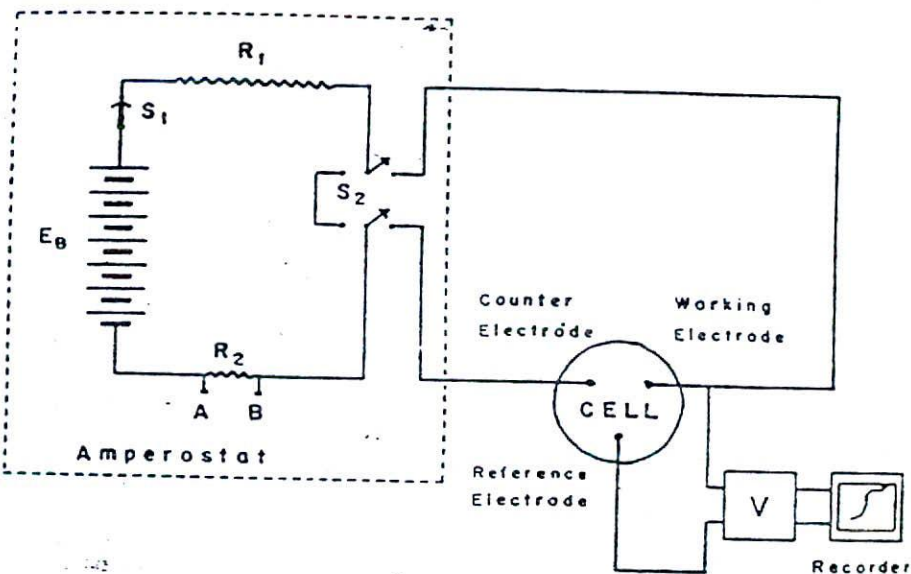 R1
S1
S2
EB
R2
A B
Amperostat
Counter
Electrode
Working
Electrode
CELL
Reference
Electrode
V
Recorder